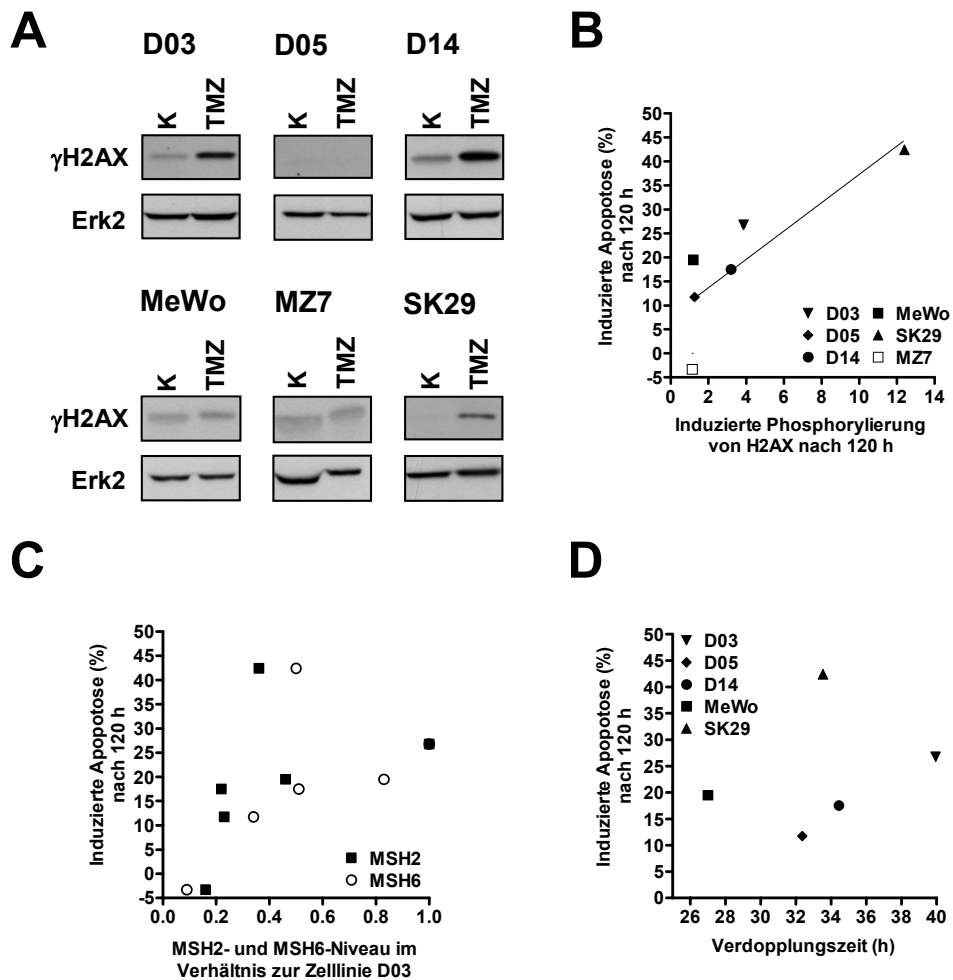 A
D03
D05
D14
K
TMZ
K
TMZ
K
TMZ
γH2AX
Erk2
MeWo
MZ7
SK29
K
TMZ
K
TMZ
K
TMZ
γH2AX
Erk2
B
Induzierte Apopotose (%)
nach 120 h
50
45
40
35
30
25
20
15
10
5
0
-5
0 2 4 6 8 10 12 14
D03
D05
D14
MeWo
SK29
MZ7
Induzierte Phosphorylierung
von H2AX nach 120 h
C
Induzierte Apopotose (%)
nach 120 h
50
45
40
35
30
25
20
15
10
5
0
-5
0.0 0.2 0.4 0.6 0.8 1.0
MSH2
MSH6
MSH2- und MSH6-Niveau im
Verhältnis zur Zelllinie D03
D
Induzierte Apopotose (%)
nach 120 h
50
45
40
35
30
25
20
15
10
5
0
D03
D05
D14
MeWo
SK29
26 28 30 32 34 36 38 40
Verdopplungszeit (h)